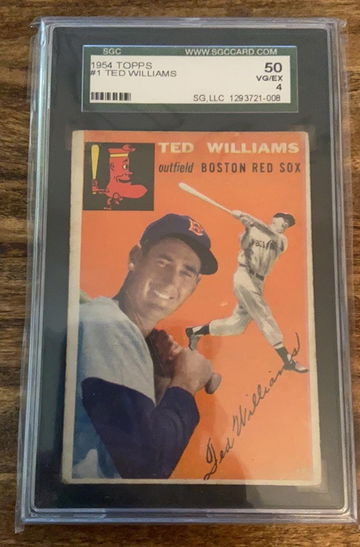 SGC WWW.SGCCARD.COM
1954 TOPPS
#1 TED WILLIAMS
50
VG/EX
4
SG,LLC 1293721-008
TED WILLIAMS
outfield BOSTON RED SOX
Ted Williams